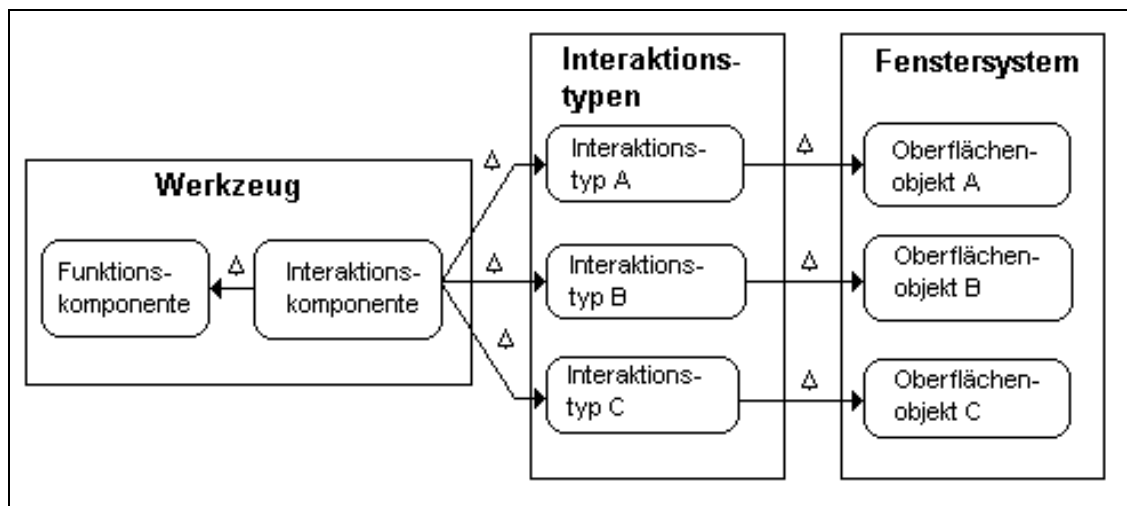 Werkzeug
Funktions-
komponente
Δ
Interaktions-
komponente
Δ
Δ
Δ
Interaktions-
typen
Interaktions-
typ A
Interaktions-
typ B
Interaktions-
typ C
Δ
Δ
Δ
Fenstersystem
Oberflächen-
objekt A
Oberflächen-
objekt B
Oberflächen-
objekt C